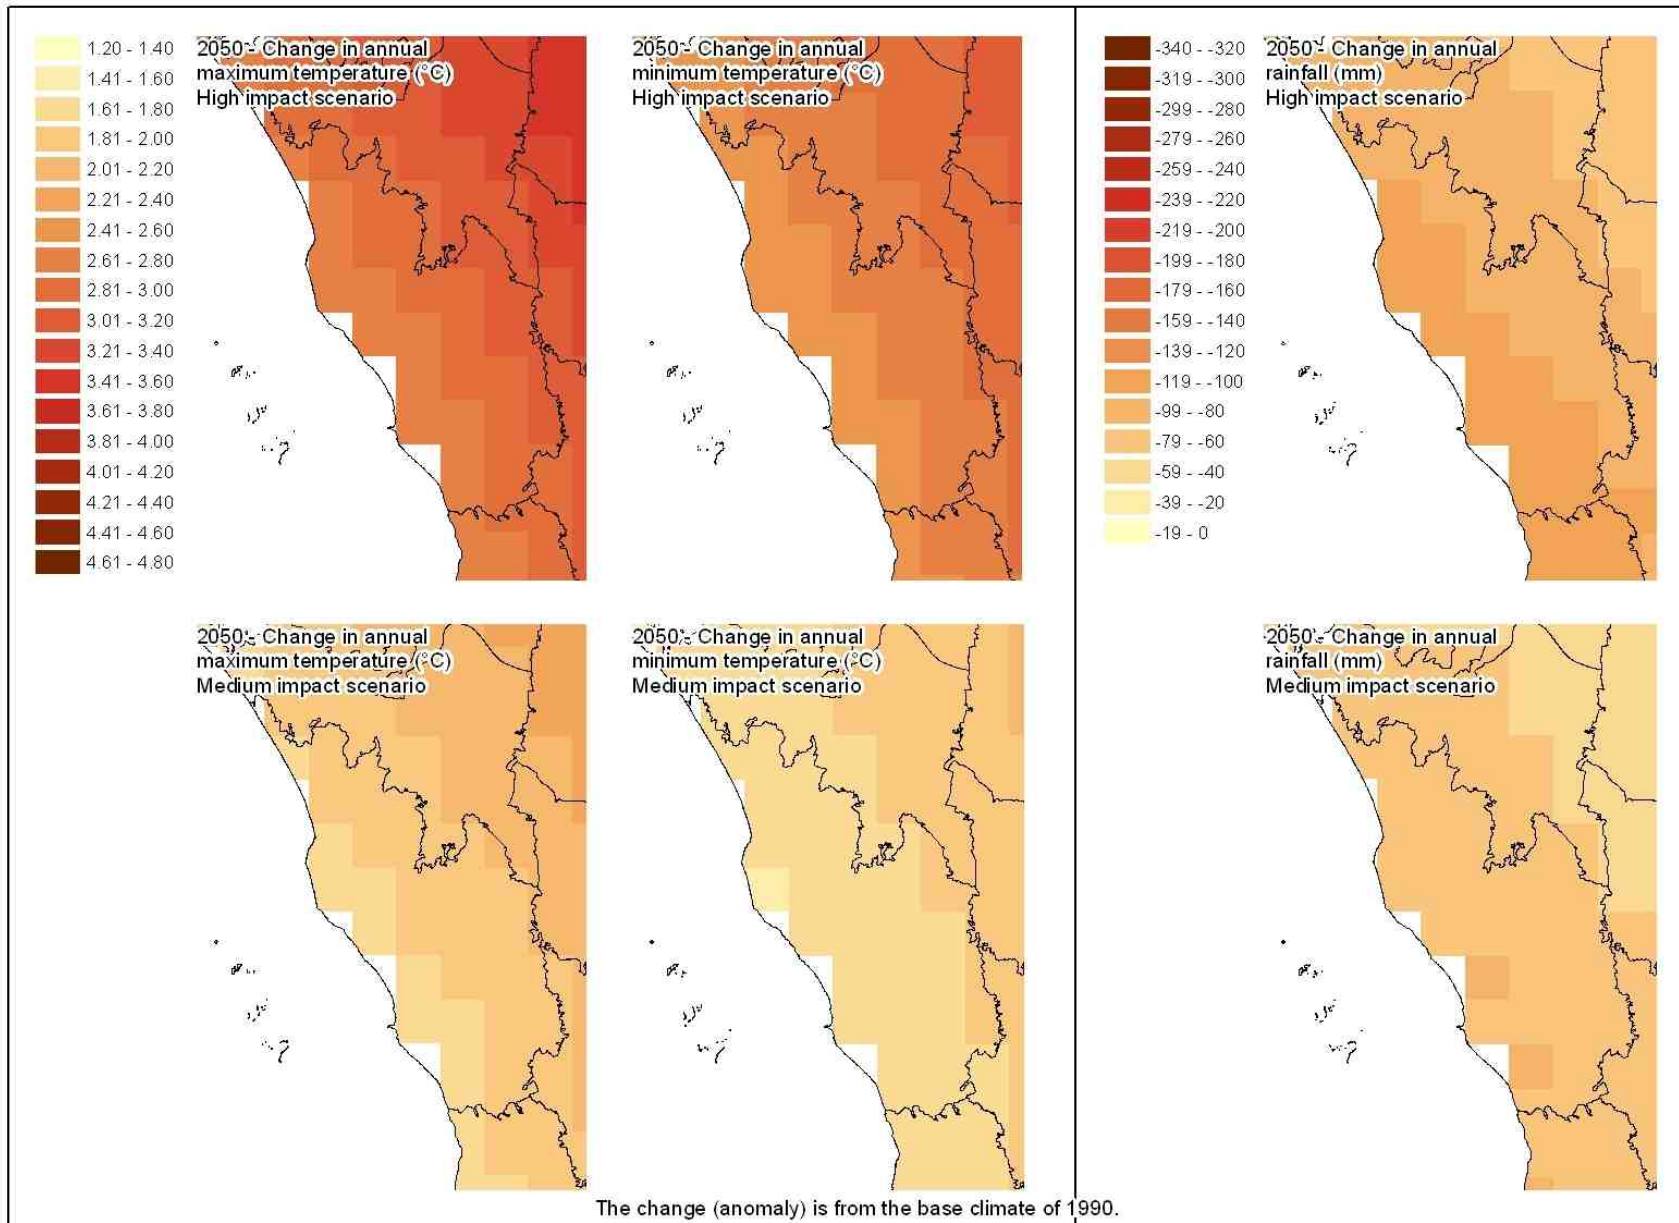 1.20 - 1.40
1.41 - 1.60
1.61 - 1.80
1.81 - 2.00
2.01 - 2.20
2.21 - 2.40
2.41 - 2.60
2.61 - 2.80
2.81 - 3.00
3.01 - 3.20
3.21 - 3.40
3.41 - 3.60
3.61 - 3.80
3.81 - 4.00
4.01 - 4.20
4.21 - 4.40
4.41 - 4.60
4.61 - 4.80
2050 - Change in annual
maximum temperature (°C)
High impact scenario
2050 - Change in annual
minimum temperature (°C)
High impact scenario
-340 - -320
-319 - -300
-299 - -280
-279 - -260
-259 - -240
-239 - -220
-219 - -200
-199 - -180
-179 - -160
-159 - -140
-139 - -120
-119 - -100
-99 - -80
-79 - -60
-59 - -40
-39 - -20
-19 - 0
2050 - Change in annual
rainfall (mm)
High impact scenario
2050 - Change in annual
maximum temperature (°C)
Medium impact scenario
2050 - Change in annual
minimum temperature (°C)
Medium impact scenario
2050 - Change in annual
rainfall (mm)
Medium impact scenario
The change (anomaly) is from the base climate of 1990.